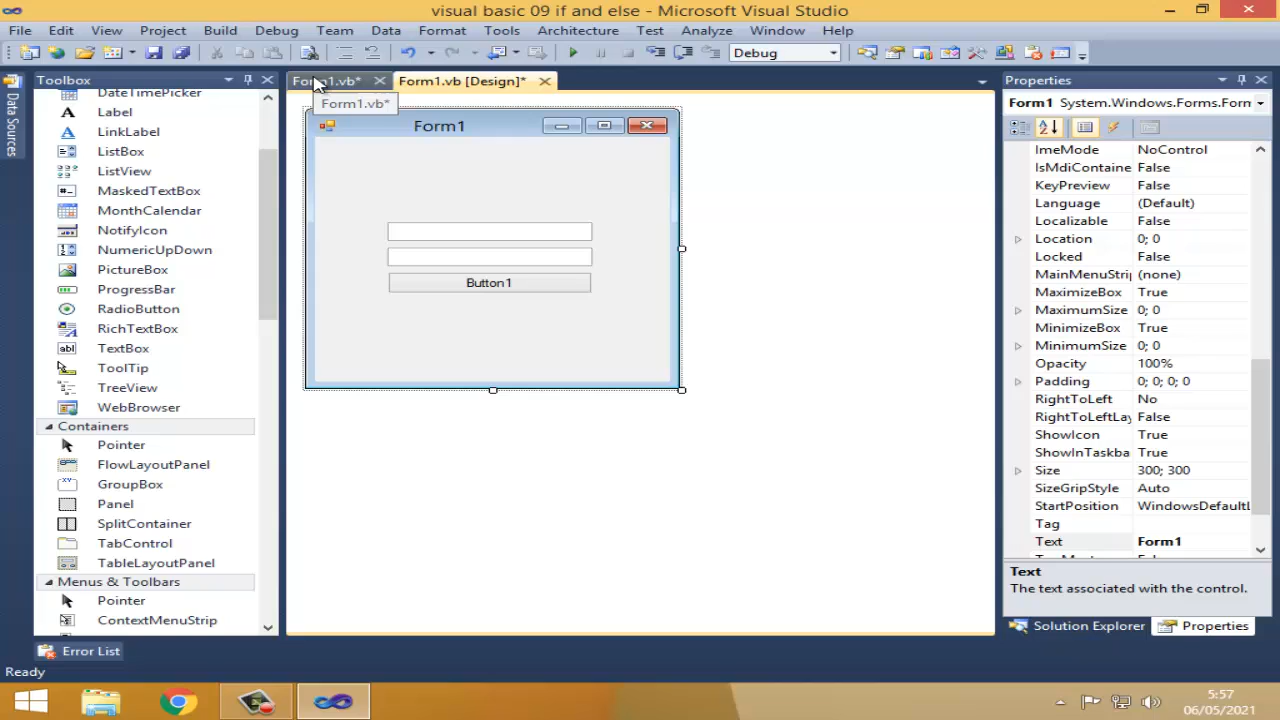 visual basic 09 if and else - Microsoft Visual Studio
File Edit View Project Build Debug Team Data Format Tools Architecture Test Analyze Window Help
Debug
Toolbox
Form1.vb*
Form1.vb [Design]*
Properties
Data Sources
DateTimePicker
Label
LinkLabel
ListBox
ListView
MaskedTextBox
MonthCalendar
NotifyIcon
NumericUpDown
PictureBox
ProgressBar
RadioButton
RichTextBox
TextBox
ToolTip
TreeView
WebBrowser
Containers
Pointer
FlowLayoutPanel
GroupBox
Panel
SplitContainer
TabControl
TableLayoutPanel
Menus & Toolbars
Pointer
ContextMenuStrip
Form1.vb*
Form1
Button1
Form1 System.Windows.Forms.Form
ImeMode NoControl
IsMdiContaine False
KeyPreview False
Language (Default)
Localizable False
Location 0; 0
Locked False
MainMenuStrip (none)
MaximizeBox True
MaximumSize 0; 0
MinimizeBox True
MinimumSize 0; 0
Opacity 100%
Padding 0; 0; 0; 0
RightToLeft No
RightToLeftLay False
ShowIcon True
ShowInTaskba True
Size 300; 300
SizeGripStyle Auto
StartPosition WindowsDefaultL
Tag
Text Form1
Text
The text associated with the control.
Solution Explorer
Properties
Error List
Ready
5:57
06/05/2021